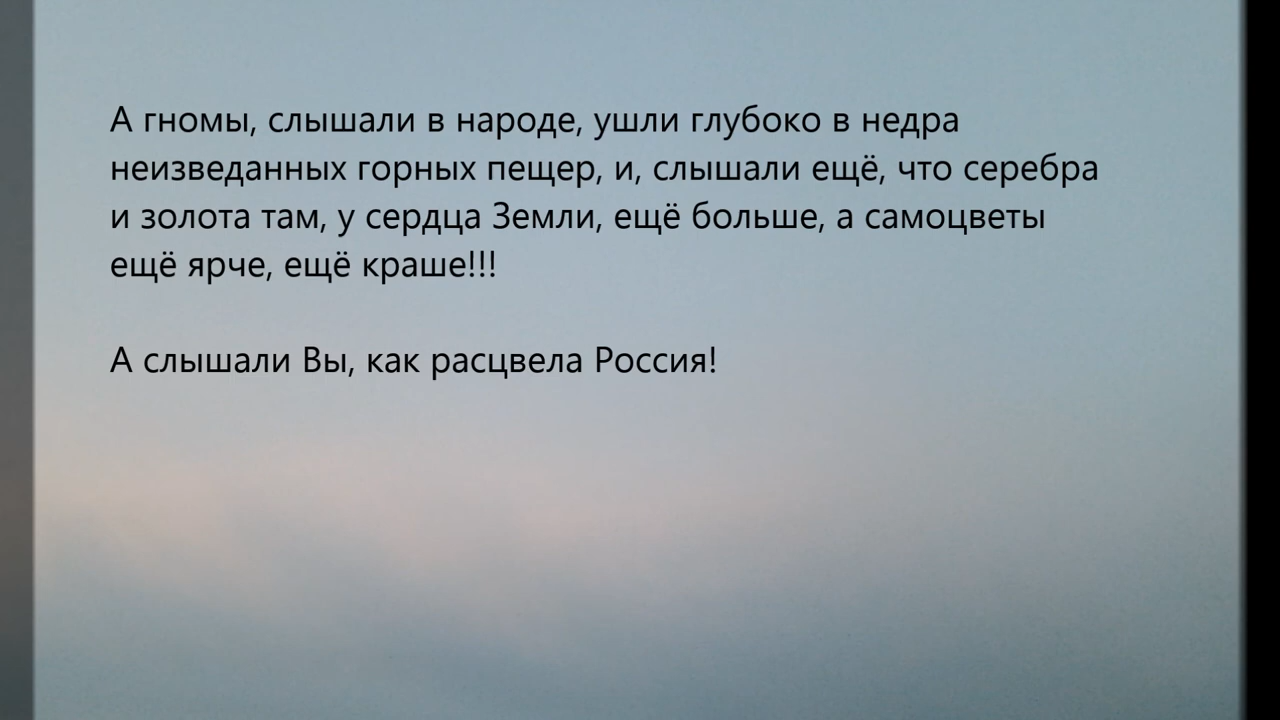 А гномы, слышали в народе, ушли глубоко в недра
неизведанных горных пещер, и, слышали ещё, что серебра
и золота там, у сердца Земли, ещё больше, а самоцветы
ещё ярче, ещё краше!!!
А слышали Вы, как расцвела Россия!